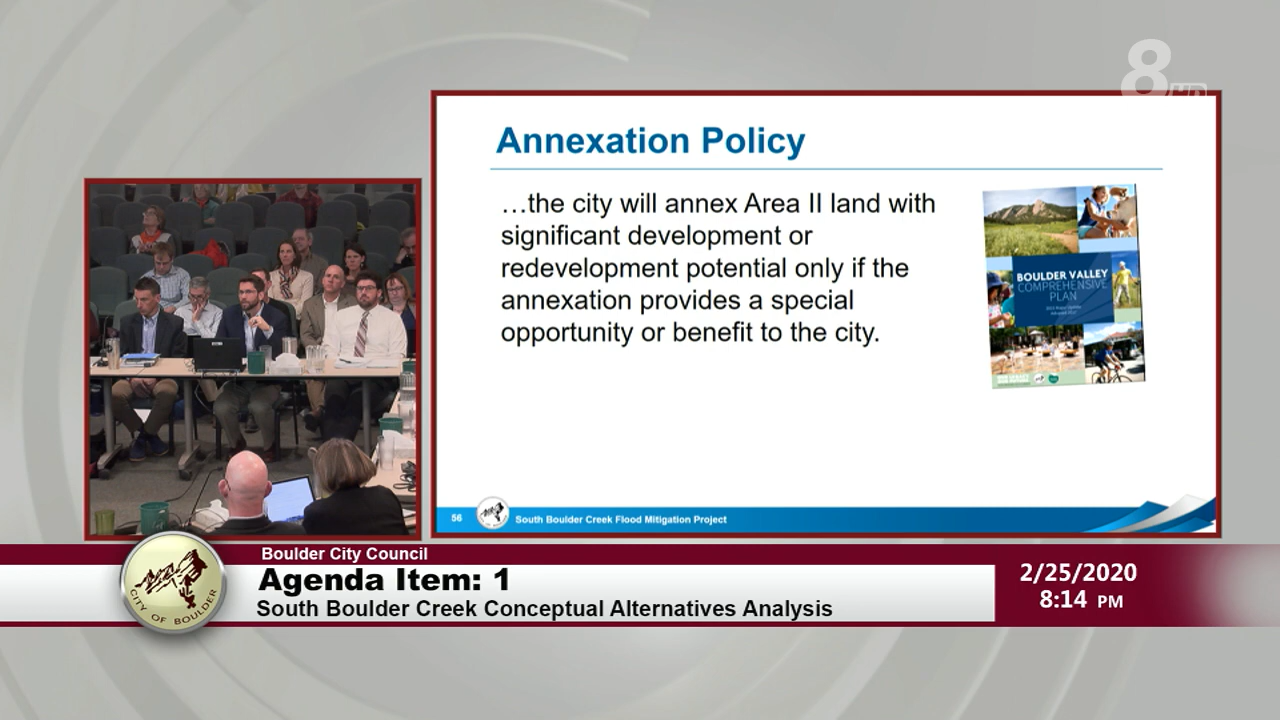 8
HD
Annexation Policy
…the city will annex Area II land with
significant development or
redevelopment potential only if the
annexation provides a special
opportunity or benefit to the city.
BOULDER VALLEY
COMPREHENSIVE
PLAN
56
South Boulder Creek Flood Mitigation Project
Boulder City Council
Agenda Item: 1
South Boulder Creek Conceptual Alternatives Analysis
CITY OF BOULDER
2/25/2020
8:14 PM